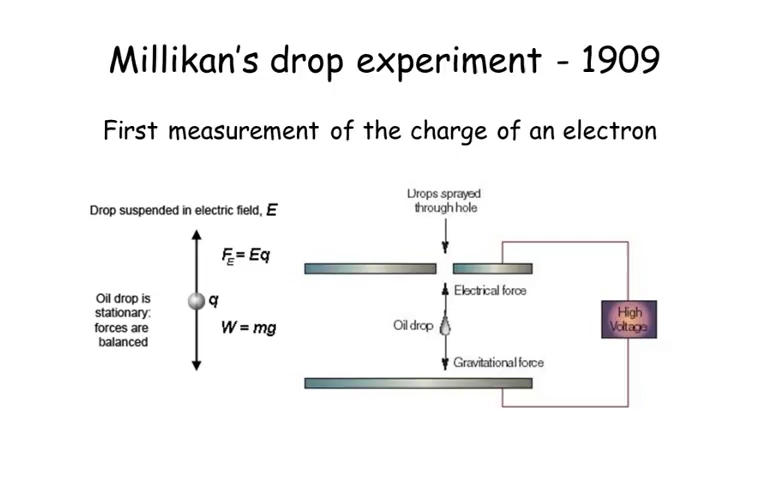 Millikan's drop experiment - 1909
First measurement of the charge of an electron
Drop suspended in electric field, E
F_E = Eq
Oil drop is
stationary:
forces are
balanced
q
W = mg
Drops sprayed
through hole
Electrical force
Oil drop
Gravitational force
High
Voltage